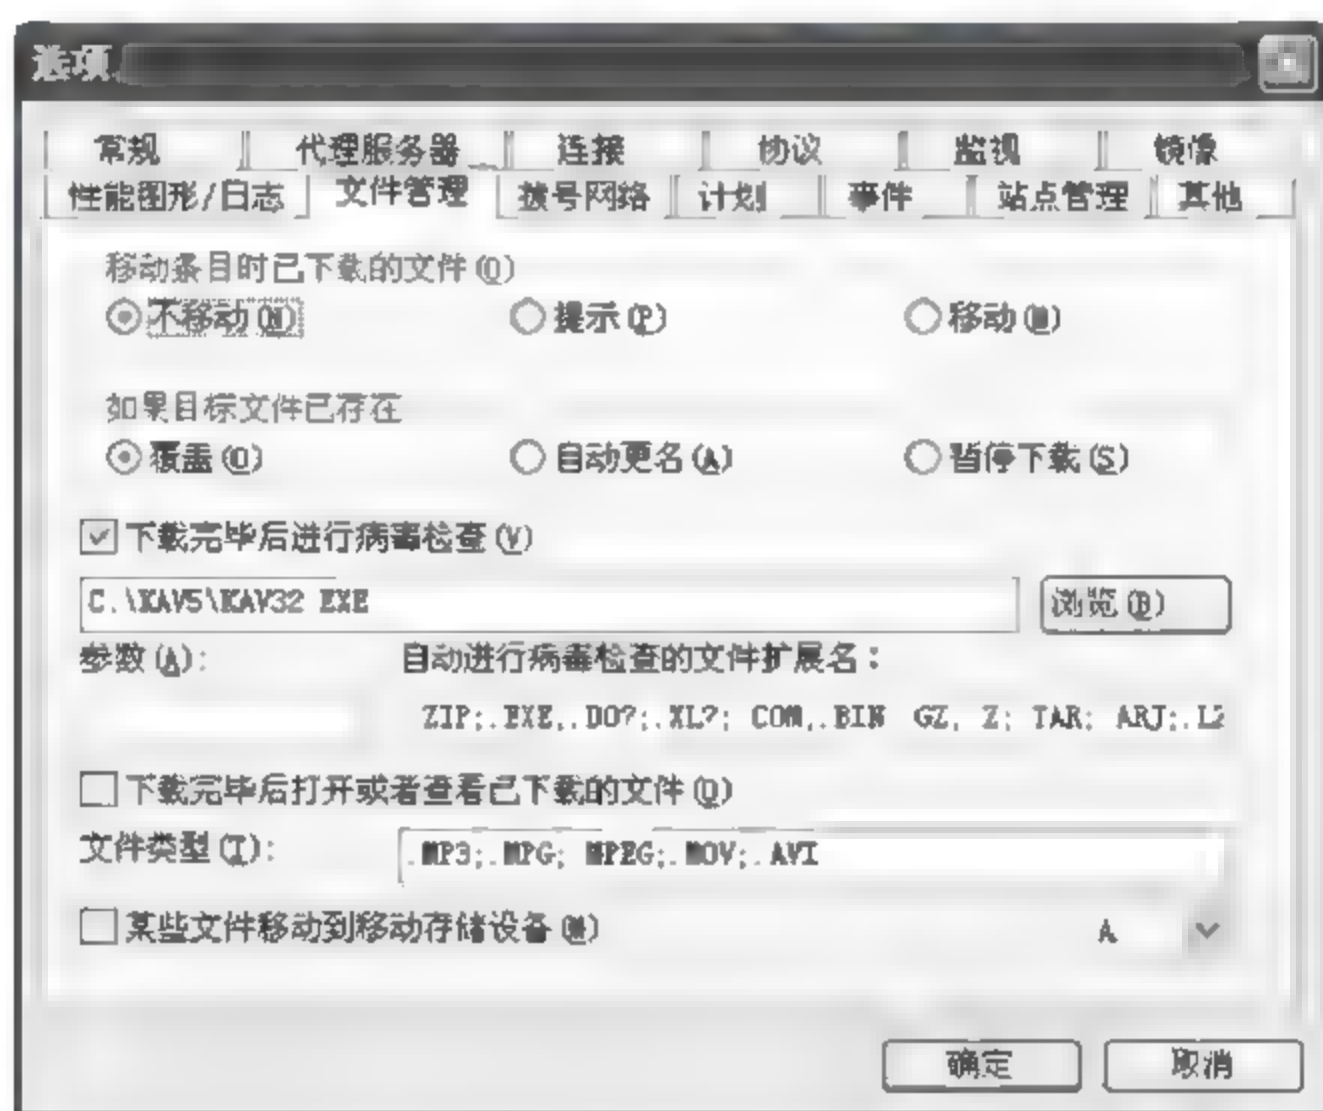 选项
常规 代理服务器 连接 协议 监视 镜像
性能图形/日志 文件管理 拨号网络 计划 事件 站点管理 其他
移动条目时已下载的文件(Q)
不移动(N) 提示(P) 移动(M)
如果目标文件已存在
覆盖(O) 自动更名(A) 暂停下载(S)
下载完毕后进行病毒检查(V)
C.\KAV5\KAV32 EXE 浏览(B)
参数(A): 自动进行病毒检查的文件扩展名:
ZIP;.EXE,.DO?;.XL?; COM,.BIN GZ, Z; TAR; ARJ;.LZ
下载完毕后打开或者查看已下载的文件(D)
文件类型(T): .MP3;.MPG; MPEG;.MOV;.AVI
某些文件移动到移动存储设备(M) A
确定 取消